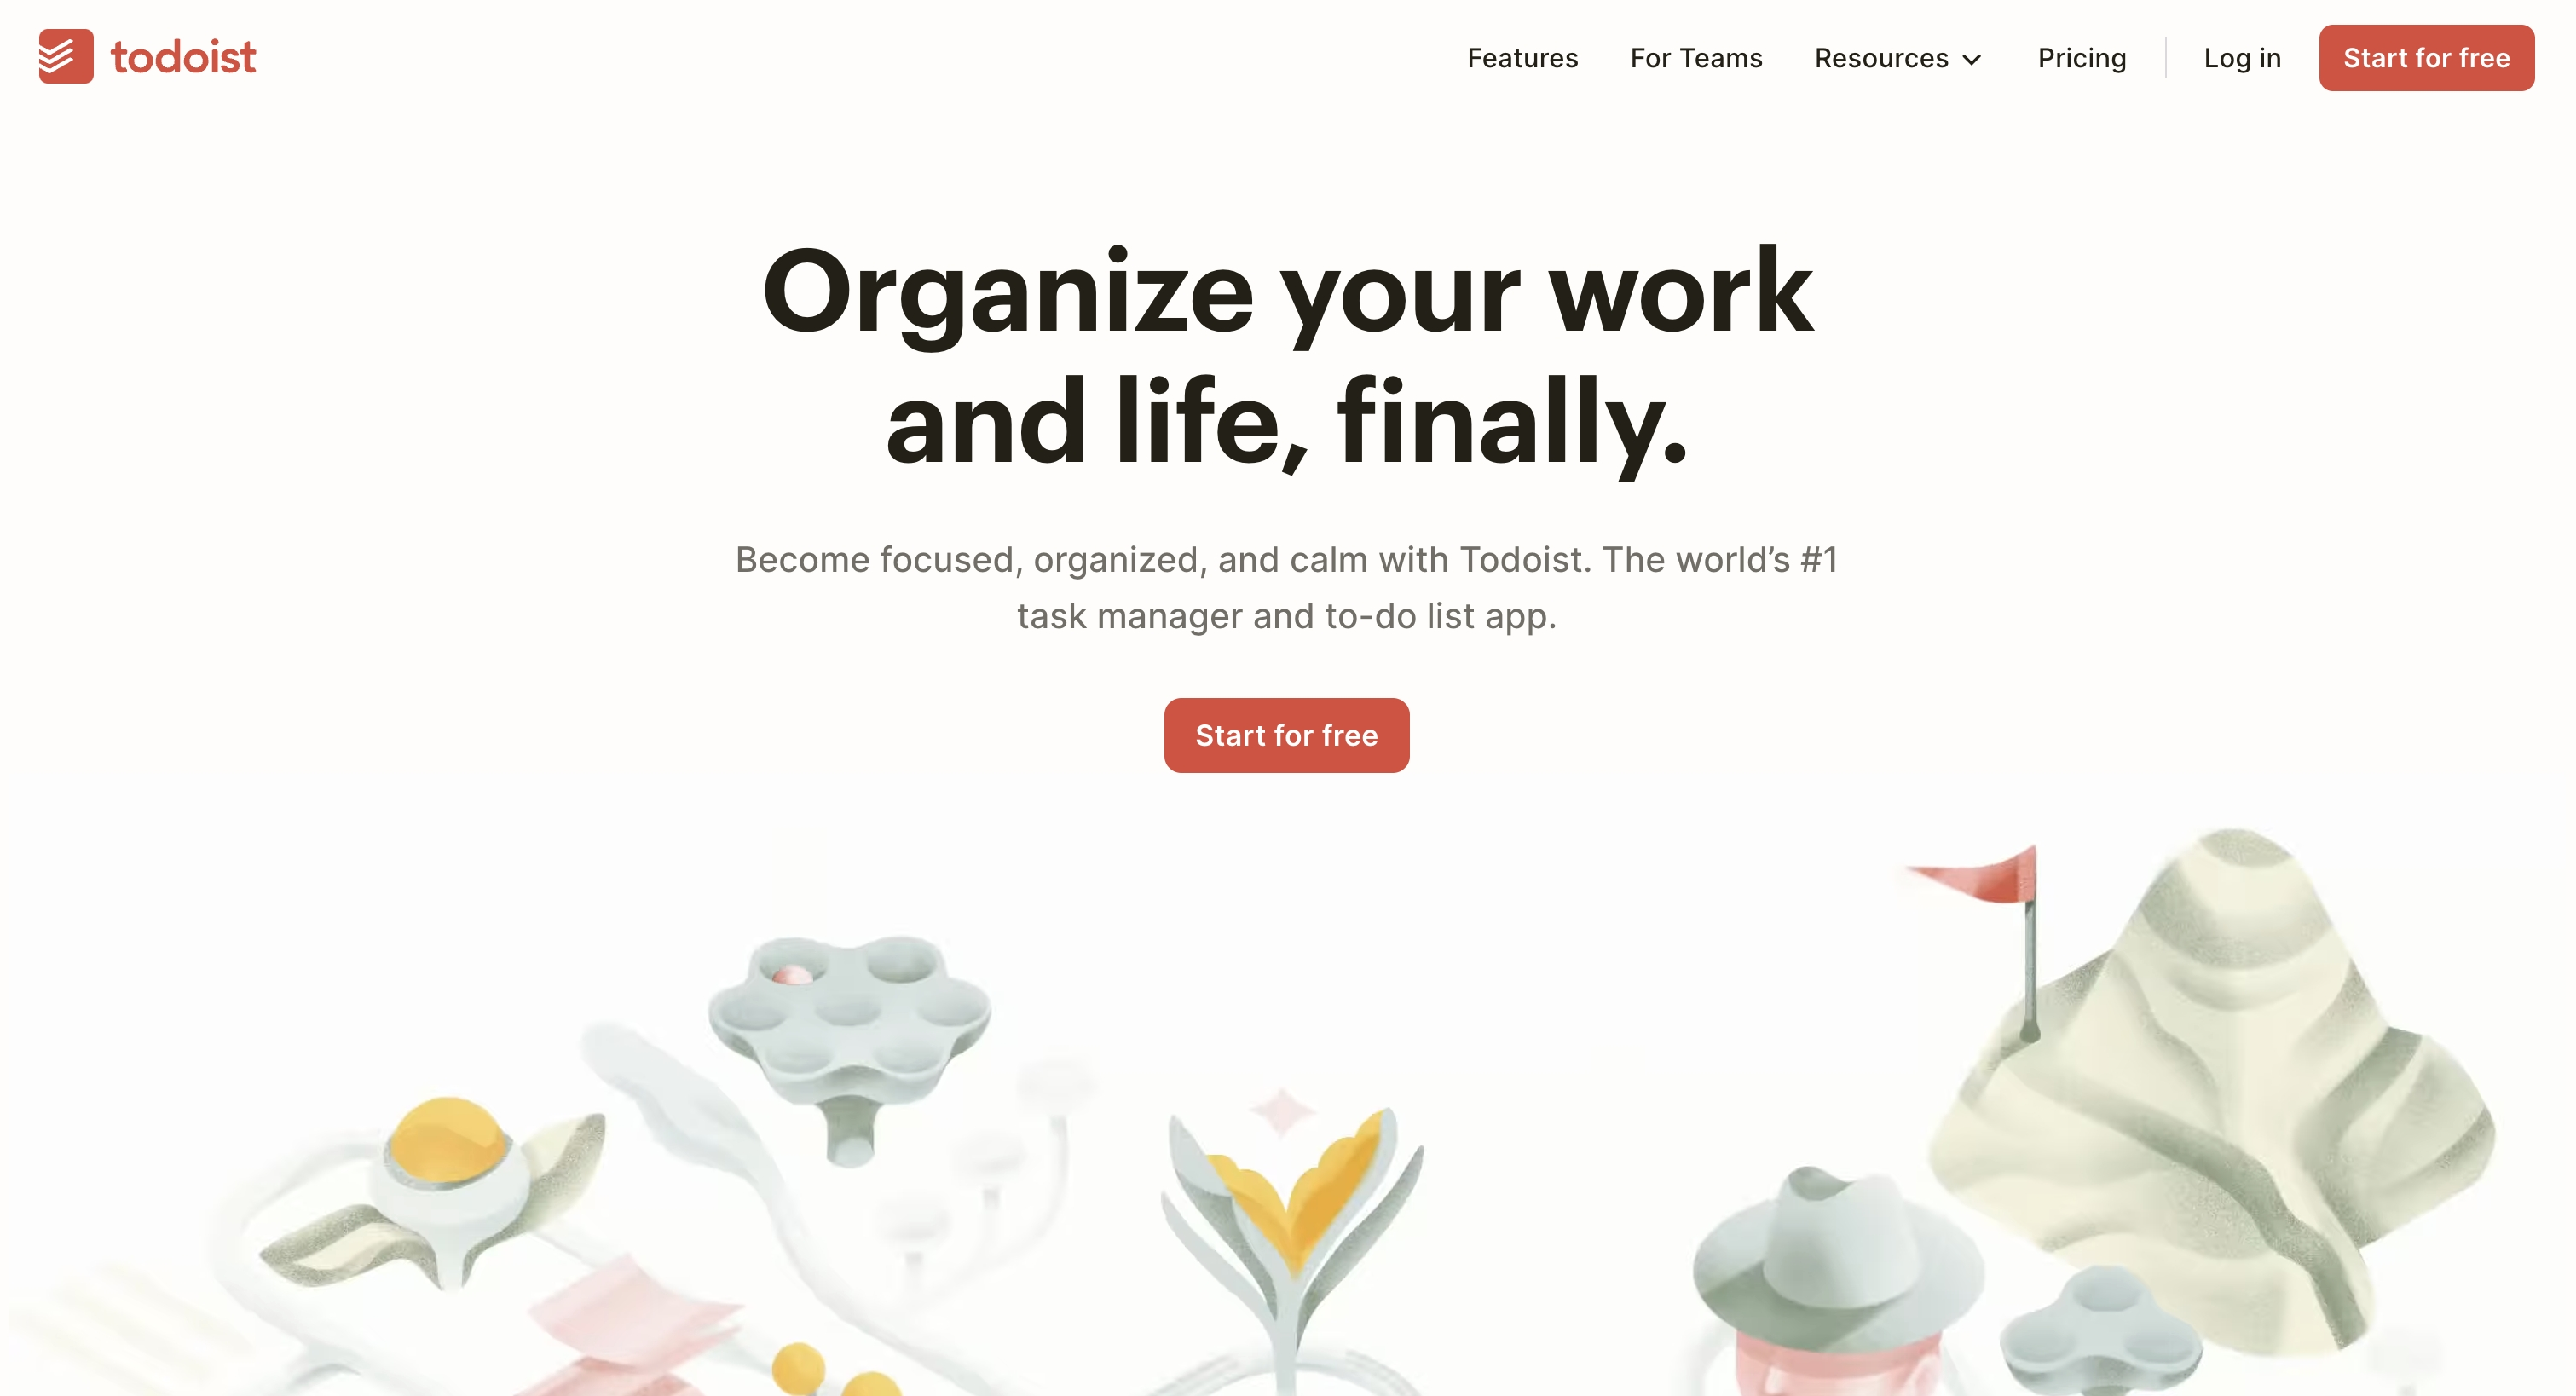 todoist
Features
For Teams
Resources
Pricing
Log in
Start for free
Organize your work
and life, finally.
Become focused, organized, and calm with Todoist. The world’s #1
task manager and to-do list app.
Start for free